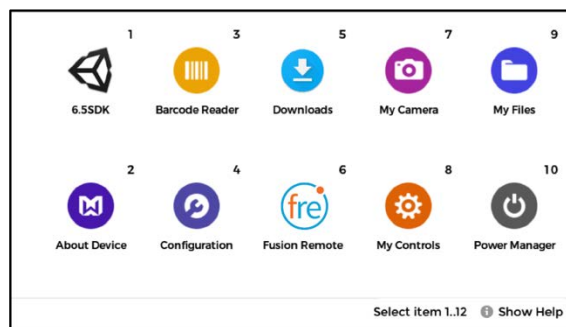 1 3 5 7 9
6.5SDK Barcode Reader Downloads My Camera My Files
2 4 6 8 10
fre
About Device Configuration Fusion Remote My Controls Power Manager
Select item 1..12 Show Help